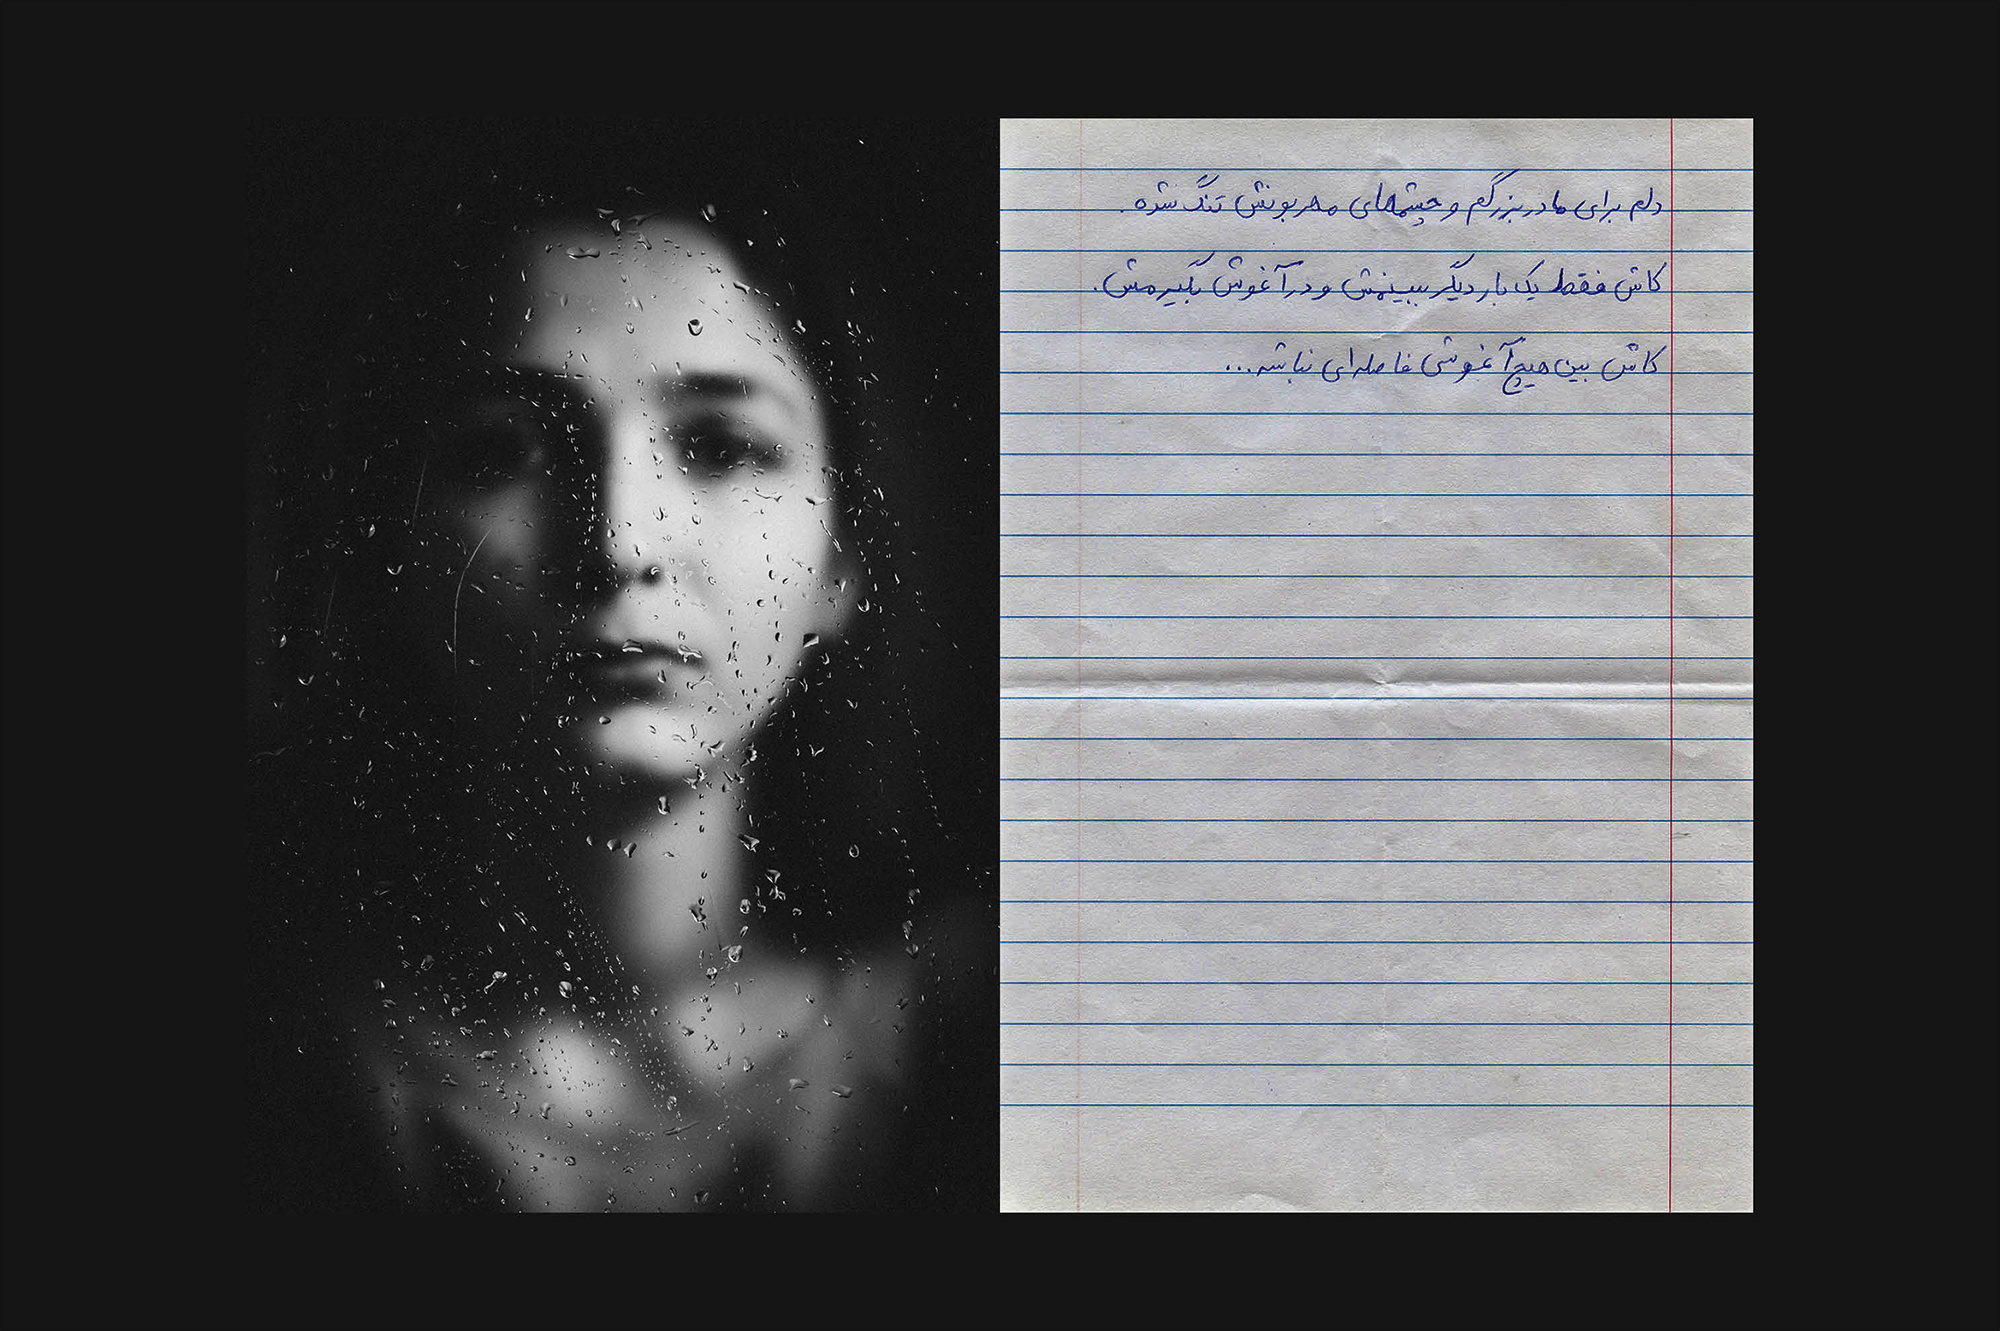 دلم برای مادربزرگم و چشمهای مهربونش تنگ شده.
کاش فقط یک بار دیگر ببینمش و در آغوش بگیرمش.
کاش بین هیچ آغوشی فاصله‌ای نباشه...